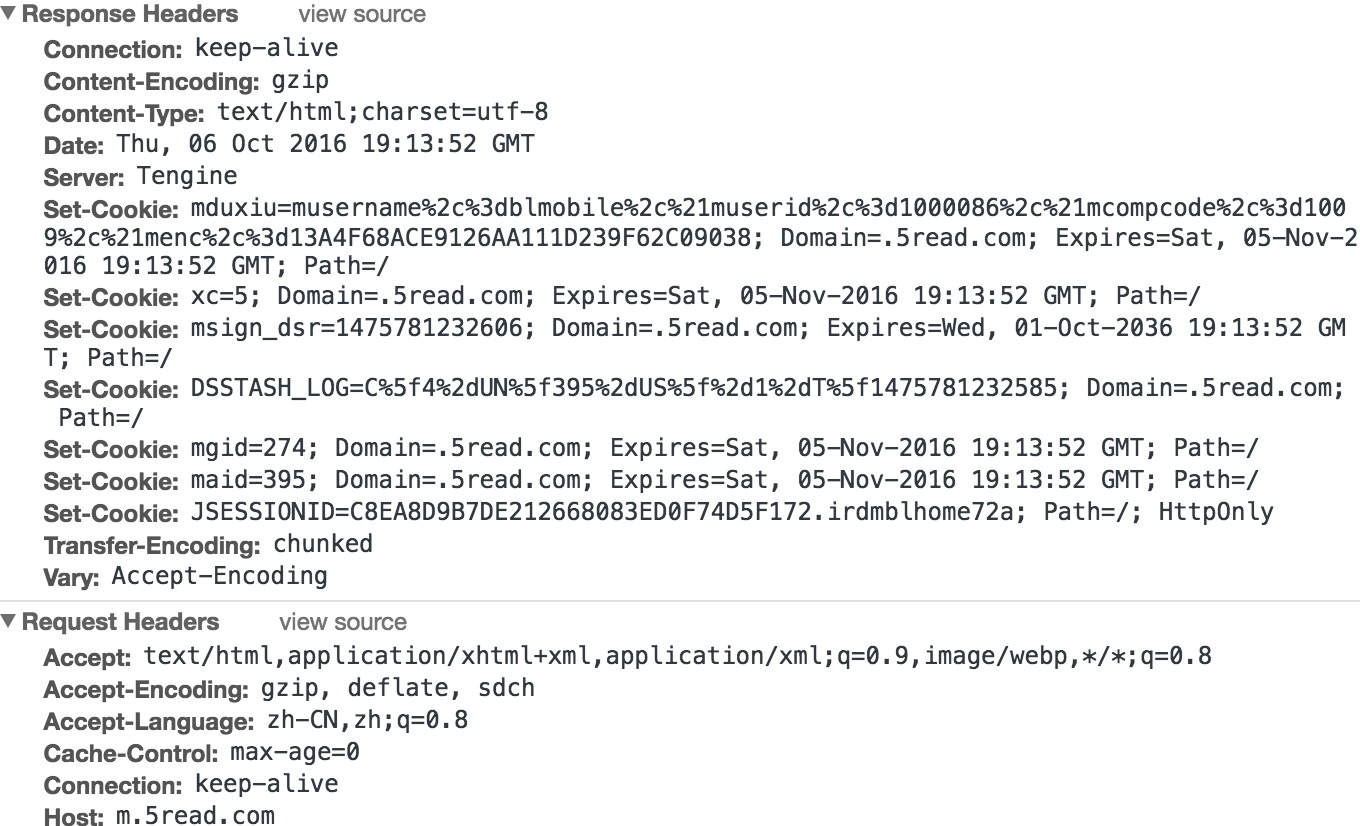 ▼ Response Headers view source
Connection: keep-alive
Content-Encoding: gzip
Content-Type: text/html;charset=utf-8
Date: Thu, 06 Oct 2016 19:13:52 GMT
Server: Tengine
Set-Cookie: mduxiu=musername%2c%3dblmobile%2c%21muserid%2c%3d1000086%2c%21mcompcode%2c%3d100
9%2c%21menc%2c%3d13A4F68ACE9126AA111D239F62C09038; Domain=.5read.com; Expires=Sat, 05-Nov-2
016 19:13:52 GMT; Path=/
Set-Cookie: xc=5; Domain=.5read.com; Expires=Sat, 05-Nov-2016 19:13:52 GMT; Path=/
Set-Cookie: msign_dsr=1475781232606; Domain=.5read.com; Expires=Wed, 01-Oct-2036 19:13:52 GM
T; Path=/
Set-Cookie: DSSTASH_LOG=C%5f4%2dUN%5f395%2dUS%5f%2d1%2dT%5f1475781232585; Domain=.5read.com;
Path=/
Set-Cookie: mgid=274; Domain=.5read.com; Expires=Sat, 05-Nov-2016 19:13:52 GMT; Path=/
Set-Cookie: maid=395; Domain=.5read.com; Expires=Sat, 05-Nov-2016 19:13:52 GMT; Path=/
Set-Cookie: JSESSIONID=C8EA8D9B7DE212668083ED0F74D5F172.irdmblhome72a; Path=/; HttpOnly
Transfer-Encoding: chunked
Vary: Accept-Encoding
▼ Request Headers view source
Accept: text/html,application/xhtml+xml,application/xml;q=0.9,image/webp,*/*;q=0.8
Accept-Encoding: gzip, deflate, sdch
Accept-Language: zh-CN,zh;q=0.8
Cache-Control: max-age=0
Connection: keep-alive
Host: m.5read.com